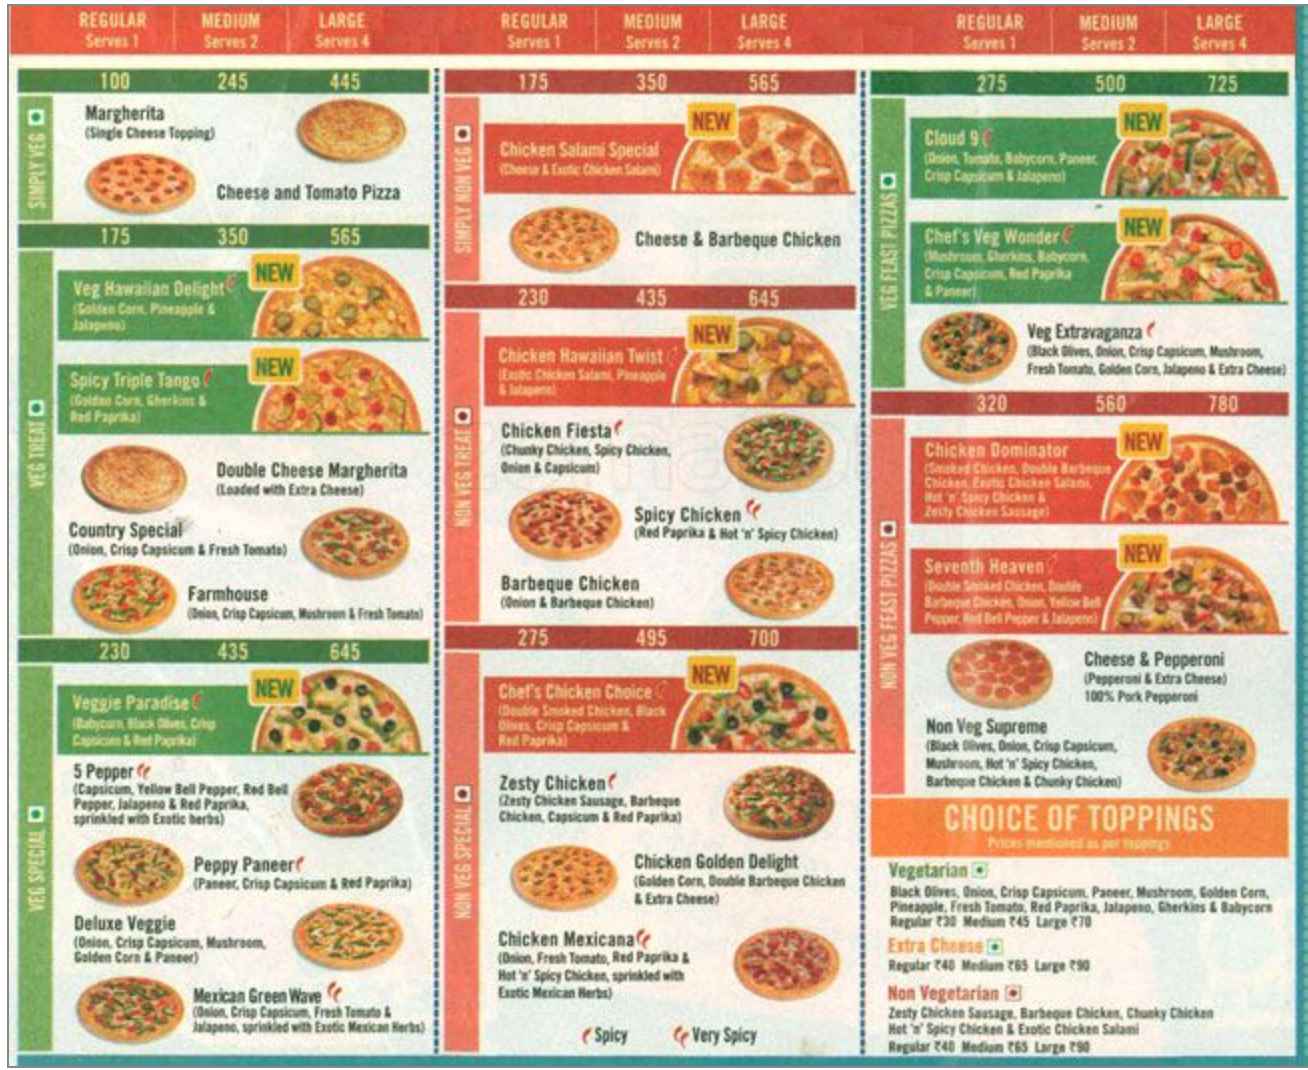 REGULAR MEDIUM LARGE
Serves 1 Serves 2 Serves 4
100 245 445
SIMPLY VEG
Margherita
(Single Cheese Topping)
Cheese and Tomato Pizza
175 350 565
VEG TREAT
NEW
Veg Hawaiian Delight
(Golden Corn, Pineapple &
Jalapeno)
NEW
Spicy Triple Tango
(Golden Corn, Gherkins &
Red Paprika)
Double Cheese Margherita
(Loaded with Extra Cheese)
Country Special
(Onion, Crisp Capsicum & Fresh Tomato)
Farmhouse
(Onion, Crisp Capsicum, Mushroom & Fresh Tomato)
230 435 645
VEG SPECIAL
NEW
Veggie Paradise
(Babycorn, Black Olives, Crisp
Capsicum & Red Paprika)
5 Pepper
(Capsicum, Yellow Bell Pepper, Red Bell
Pepper, Jalapeno & Red Paprika,
sprinkled with Exotic herbs)
Peppy Paneer
(Paneer, Crisp Capsicum & Red Paprika)
Deluxe Veggie
(Onion, Crisp Capsicum, Mushroom,
Golden Corn & Paneer)
Mexican Green Wave
(Onion, Crisp Capsicum, Fresh Tomato &
Jalapeno, sprinkled with Exotic Mexican Herbs)
REGULAR MEDIUM LARGE
Serves 1 Serves 2 Serves 4
175 350 565
SIMPLY NON VEG
NEW
Chicken Salami Special
(Cheese & Exotic Chicken Salami)
Cheese & Barbeque Chicken
230 435 645
NON VEG TREAT
NEW
Chicken Hawaiian Twist
(Exotic Chicken Salami, Pineapple
& Jalapeno)
Chicken Fiesta
(Chunky Chicken, Spicy Chicken,
Onion & Capsicum)
Spicy Chicken
(Red Paprika & Hot 'n' Spicy Chicken)
Barbeque Chicken
(Onion & Barbeque Chicken)
275 495 700
NON VEG SPECIAL
NEW
Chef's Chicken Choice
(Double Smoked Chicken, Black
Olives, Crisp Capsicum &
Red Paprika)
Zesty Chicken
(Zesty Chicken Sausage, Barbeque
Chicken, Capsicum & Red Paprika)
Chicken Golden Delight
(Golden Corn, Double Barbeque Chicken
& Extra Cheese)
Chicken Mexicana
(Onion, Fresh Tomato, Red Paprika &
Hot 'n' Spicy Chicken, sprinkled with
Exotic Mexican Herbs)
Spicy Very Spicy
REGULAR MEDIUM LARGE
Serves 1 Serves 2 Serves 4
275 500 725
VEG FEAST PIZZAS
NEW
Cloud 9
(Onion, Tomato, Babycorn, Paneer,
Crisp Capsicum & Jalapeno)
NEW
Chef's Veg Wonder
(Mushroom, Gherkins, Babycorn,
Crisp Capsicum, Red Paprika
& Paneer)
Veg Extravaganza
(Black Olives, Onion, Crisp Capsicum, Mushroom,
Fresh Tomato, Golden Corn, Jalapeno & Extra Cheese)
320 560 780
NON VEG FEAST PIZZAS
NEW
Chicken Dominator
(Smoked Chicken, Double Barbeque
Chicken, Exotic Chicken Salami,
Hot 'n' Spicy Chicken &
Zesty Chicken Sausage)
NEW
Seventh Heaven
(Double Smoked Chicken, Double
Barbeque Chicken, Onion, Yellow Bell
Pepper, Red Bell Pepper & Jalapeno)
Cheese & Pepperoni
(Pepperoni & Extra Cheese)
100% Pork Pepperoni
Non Veg Supreme
(Black Olives, Onion, Crisp Capsicum,
Mushroom, Hot 'n' Spicy Chicken,
Barbeque Chicken & Chunky Chicken)
CHOICE OF TOPPINGS
Prices mentioned as per toppings
Vegetarian
Black Olives, Onion, Crisp Capsicum, Paneer, Mushroom, Golden Corn,
Pineapple, Fresh Tomato, Red Paprika, Jalapeno, Gherkins & Babycorn
Regular ₹30 Medium ₹45 Large ₹70
Extra Cheese
Regular ₹40 Medium ₹65 Large ₹90
Non Vegetarian
Zesty Chicken Sausage, Barbeque Chicken, Chunky Chicken
Hot 'n' Spicy Chicken & Exotic Chicken Salami
Regular ₹40 Medium ₹65 Large ₹90